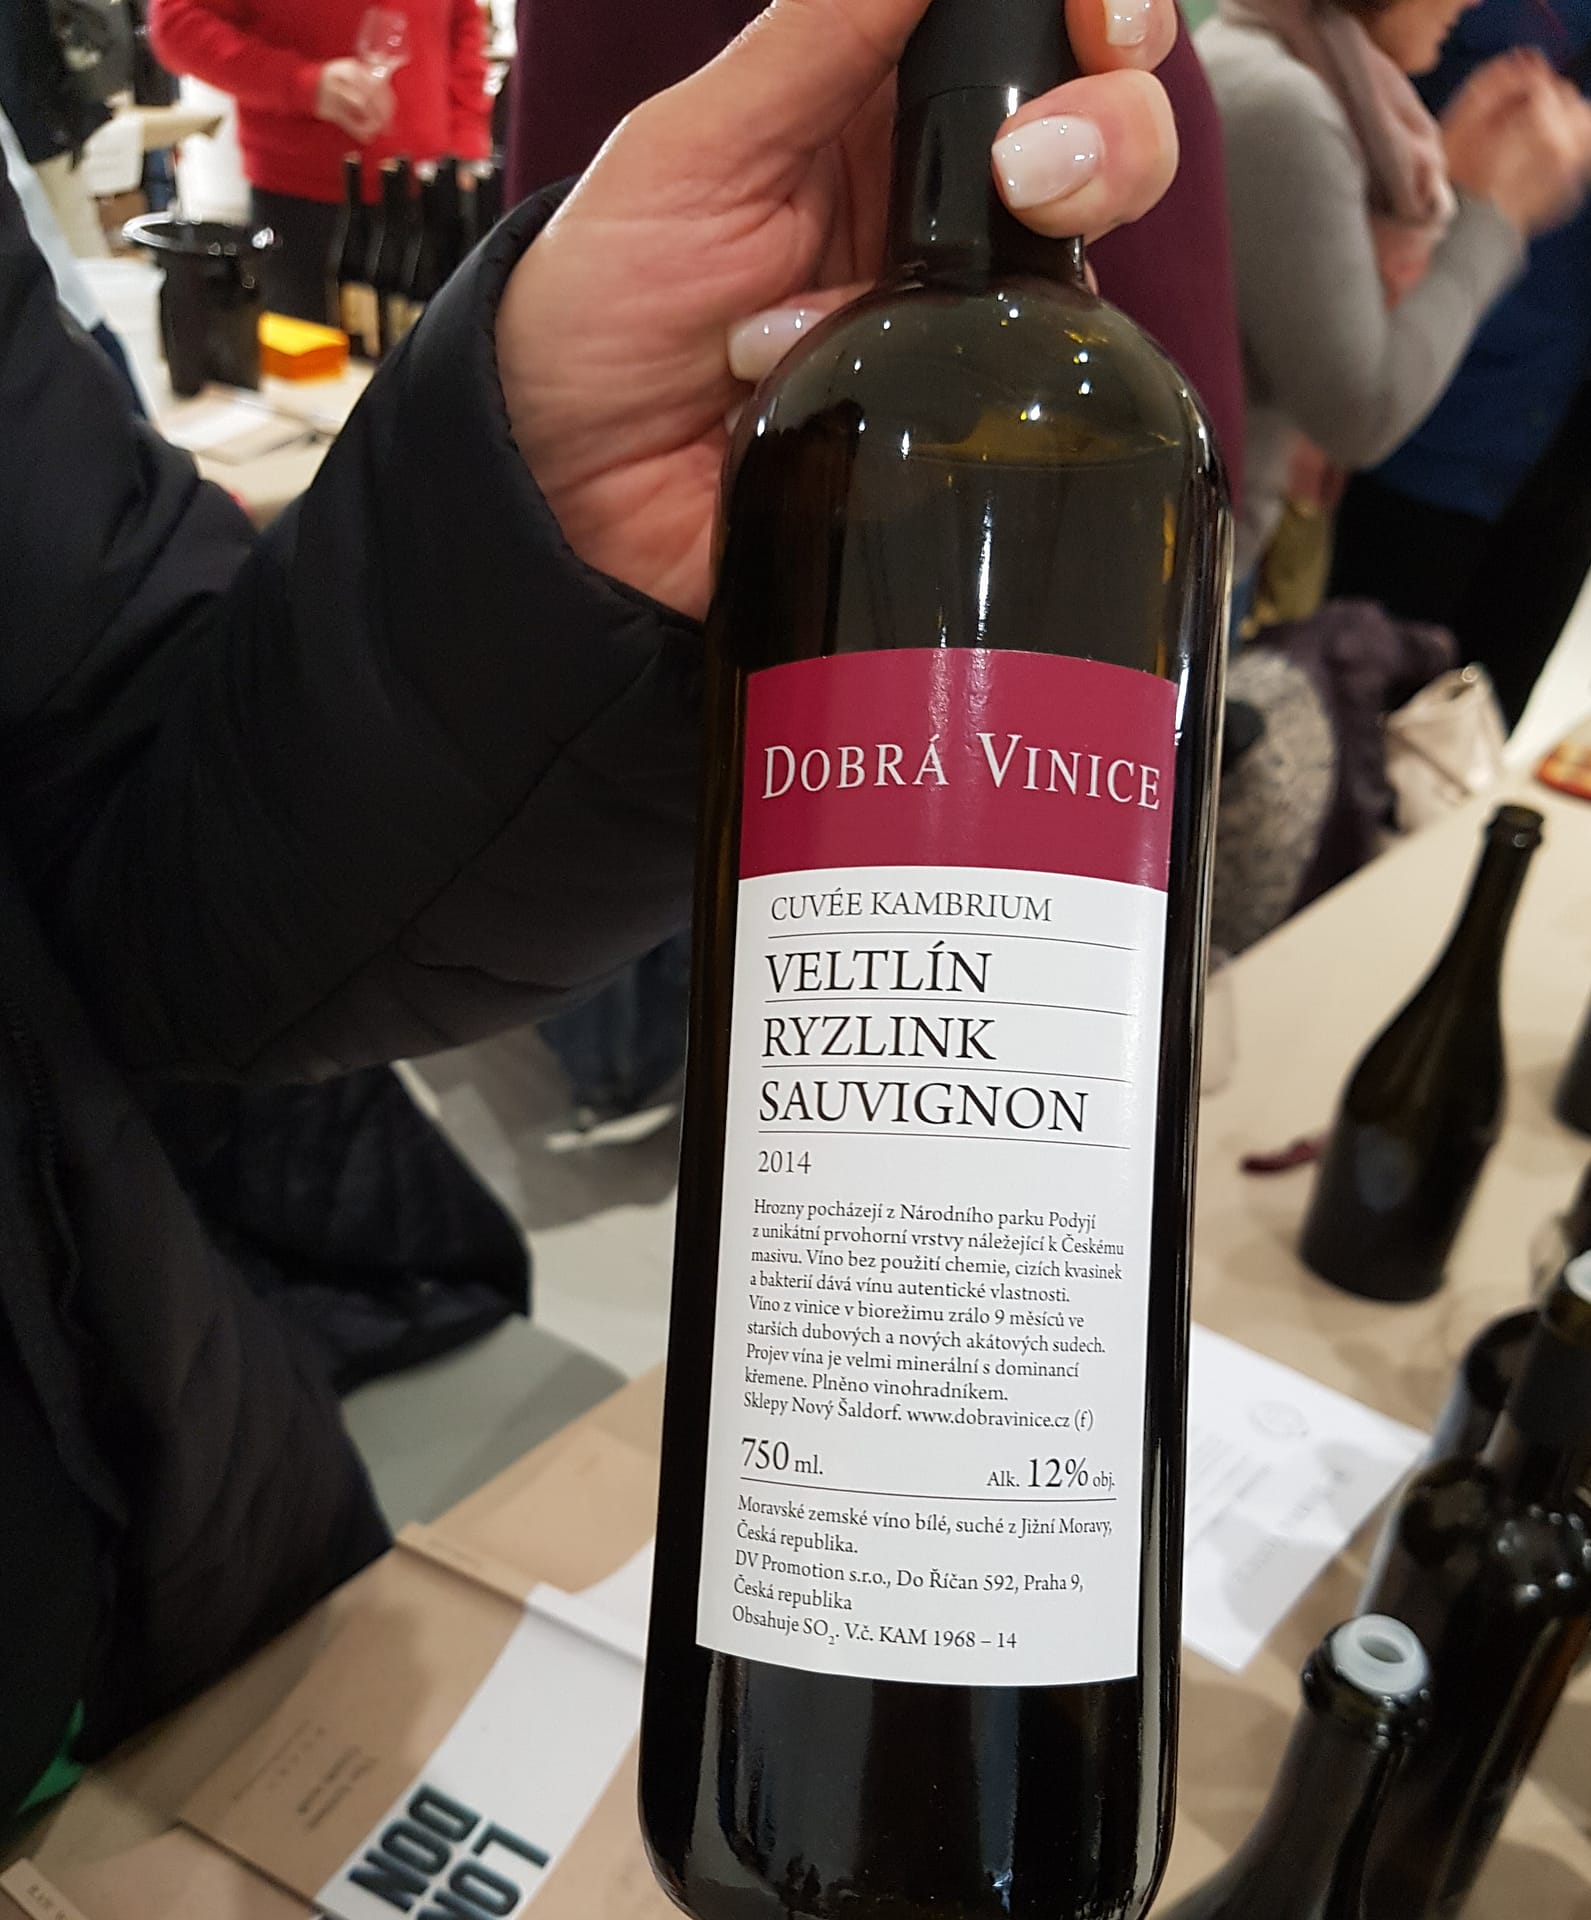 DOBRÁ VINICE
CUVÉE KAMBRIUM
VELTLÍN
RYZLINK
SAUVIGNON
2014
Hrozny pocházejí z Národního parku Podyjí
z unikátní prvohorní vrstvy náležející k Českému
masivu. Víno bez použití chemie, cizích kvasinek
a bakterií dává vínu autentické vlastnosti.
Víno z vinice v biorežimu zrálo 9 měsíců ve
starších dubových a nových akátových sudech.
Projev vína je velmi minerální s dominancí
křemene. Plněno vinohradníkem.
Sklepy Nový Šaldorf. www.dobravinice.cz (f)
750 ml.
Alk. 12% obj.
Moravské zemské víno bílé, suché z Jižní Moravy,
Česká republika.
DV Promotion s.r.o., Do Říčan 592, Praha 9,
Česká republika
Obsahuje SO₂. V.č. KAM 1968 – 14
LON
DON